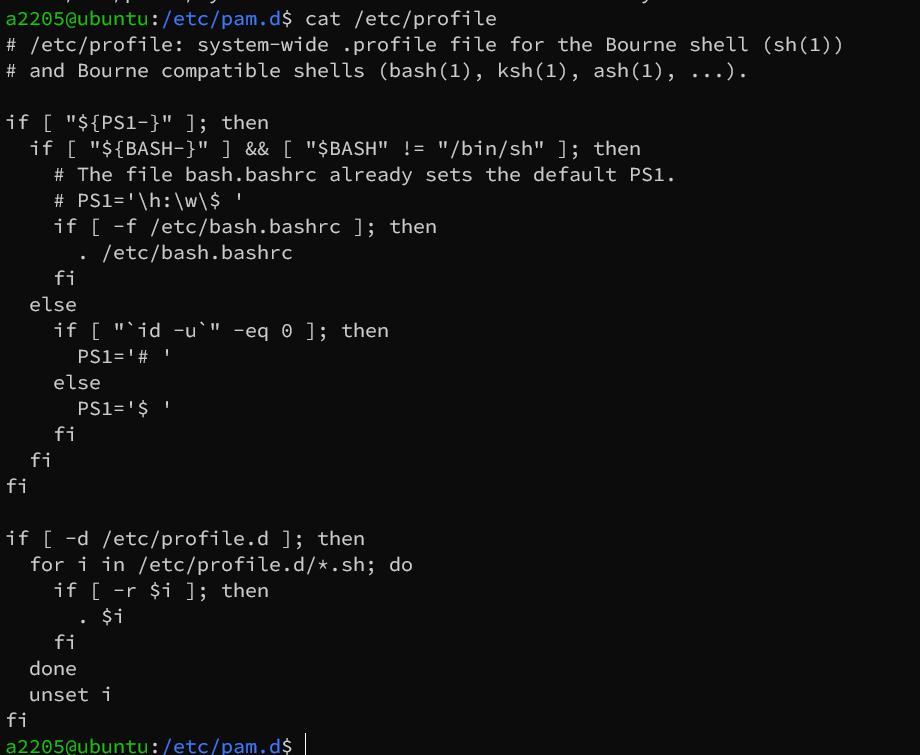 a2205@ubuntu:/etc/pam.d$ cat /etc/profile
# /etc/profile: system-wide .profile file for the Bourne shell (sh(1))
# and Bourne compatible shells (bash(1), ksh(1), ash(1), ...).

if [ "${PS1-}" ]; then
  if [ "${BASH-}" ] && [ "$BASH" != "/bin/sh" ]; then
    # The file bash.bashrc already sets the default PS1.
    # PS1='\h:\w\$ '
    if [ -f /etc/bash.bashrc ]; then
      . /etc/bash.bashrc
    fi
  else
    if [ "`id -u`" -eq 0 ]; then
      PS1='# '
    else
      PS1='$ '
    fi
  fi
fi

if [ -d /etc/profile.d ]; then
  for i in /etc/profile.d/*.sh; do
    if [ -r $i ]; then
      . $i
    fi
  done
  unset i
fi
a2205@ubuntu:/etc/pam.d$